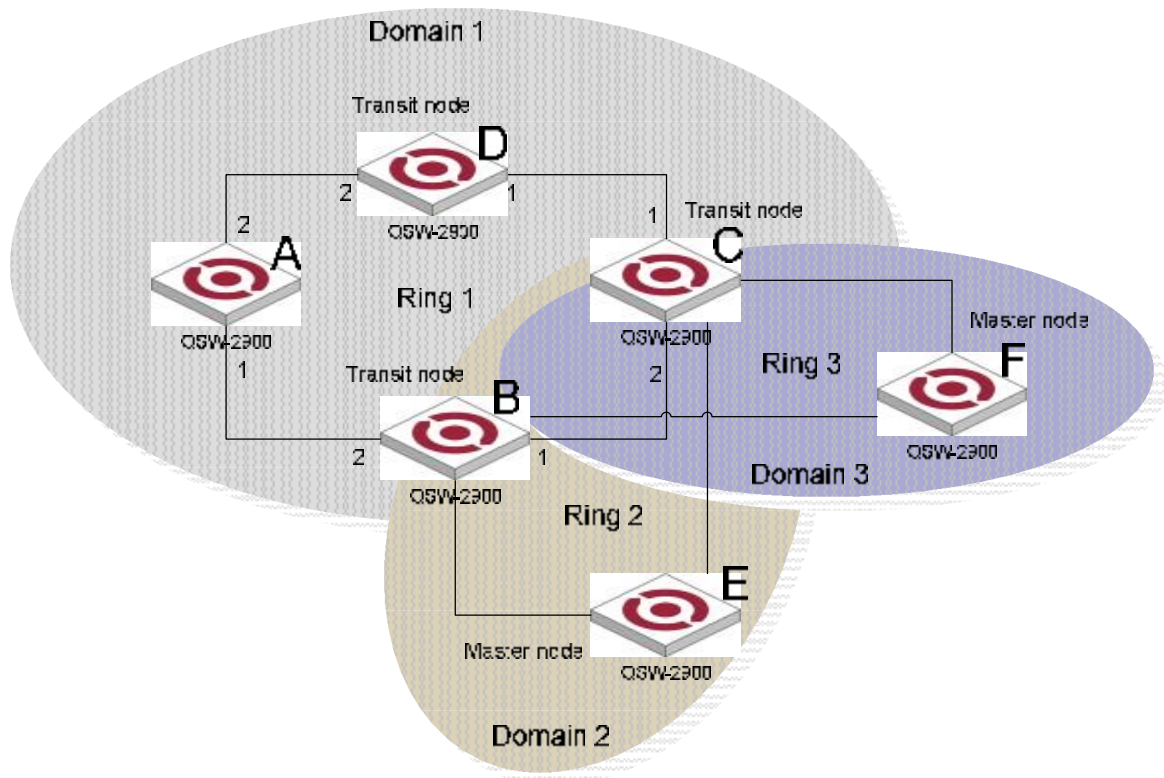 Domain 1
Transit node
D
2
1
QSW-2900
2
1
Transit node
A
C
Ring 1
QSW-2900
QSW-2900
Master node
1
Transit node
2
Ring 3
F
B
2
1
QSW-2900
Domain 3
QSW-2900
Ring 2
E
Master node
QSW-2900
Domain 2